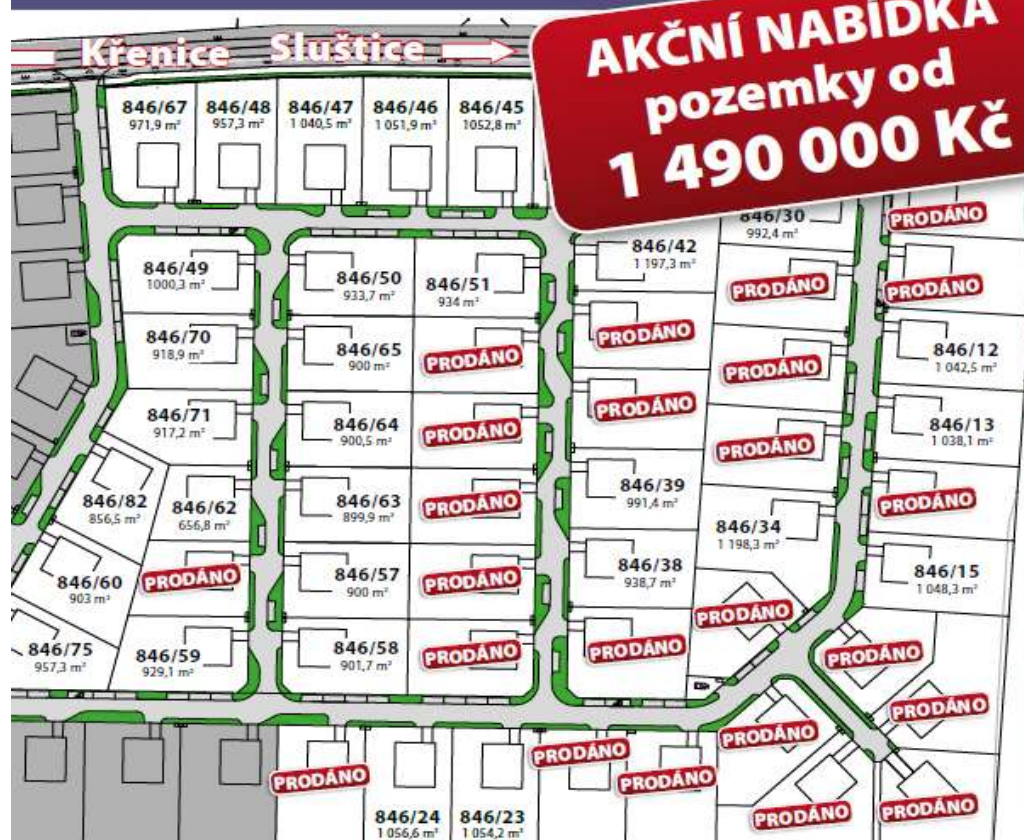 Křenice Sluštice
AKČNÍ NABÍDKA
pozemky od
1 490 000 Kč
846/67
971,9 m²
846/48
957,3 m²
846/47
1 040,5 m²
846/46
1 051,9 m²
846/45
1052,8 m²
846/30
992,4 m²
PRODÁNO
846/49
1000,3 m²
846/50
933,7 m²
846/51
934 m²
846/42
1 197,3 m²
PRODÁNO
PRODÁNO
846/70
918,9 m²
846/65
900 m²
PRODÁNO
PRODÁNO
PRODÁNO
846/12
1 042,5 m²
846/71
917,2 m²
846/64
900,5 m²
PRODÁNO
PRODÁNO
PRODÁNO
846/13
1 038,1 m²
846/82
856,5 m²
846/62
656,8 m²
846/63
899,9 m²
PRODÁNO
846/39
991,4 m²
846/34
1 198,3 m²
PRODÁNO
846/60
903 m²
PRODÁNO
846/57
900 m²
PRODÁNO
846/38
938,7 m²
PRODÁNO
846/15
1 048,3 m²
846/75
957,3 m²
846/59
929,1 m²
846/58
901,7 m²
PRODÁNO
PRODÁNO
PRODÁNO
PRODÁNO
PRODÁNO
PRODÁNO
846/24
1 056,6 m²
846/23
1 054,2 m²
PRODÁNO
PRODÁNO
PRODÁNO
PRODÁNO